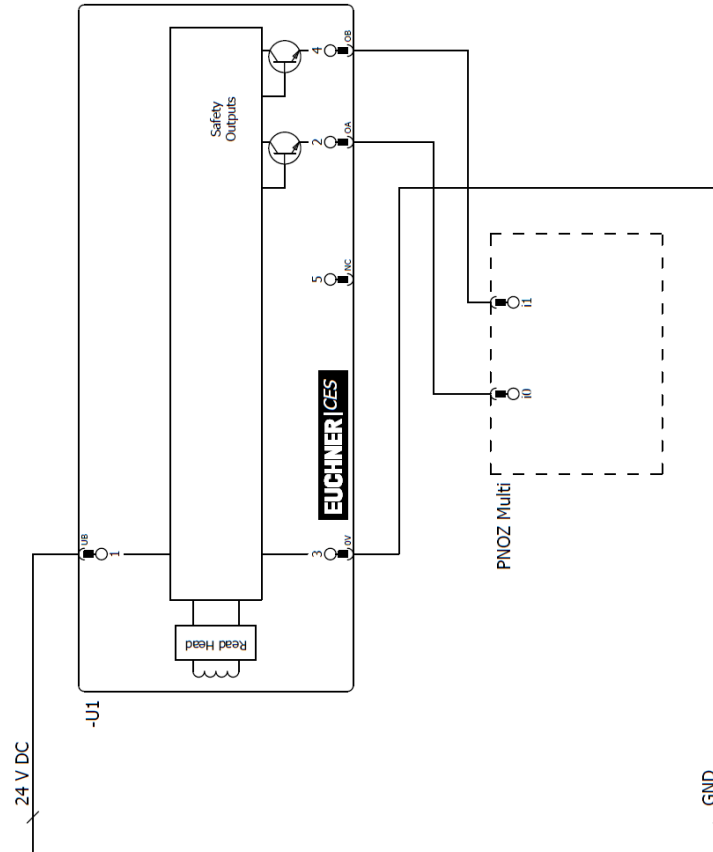 24 V DC
-U1
Read Head
UB
1
3
0V
EUCHNER|CES
5
NC
Safety
Outputs
2
OA
4
OB
PNOZ Multi
i0
i1
GND